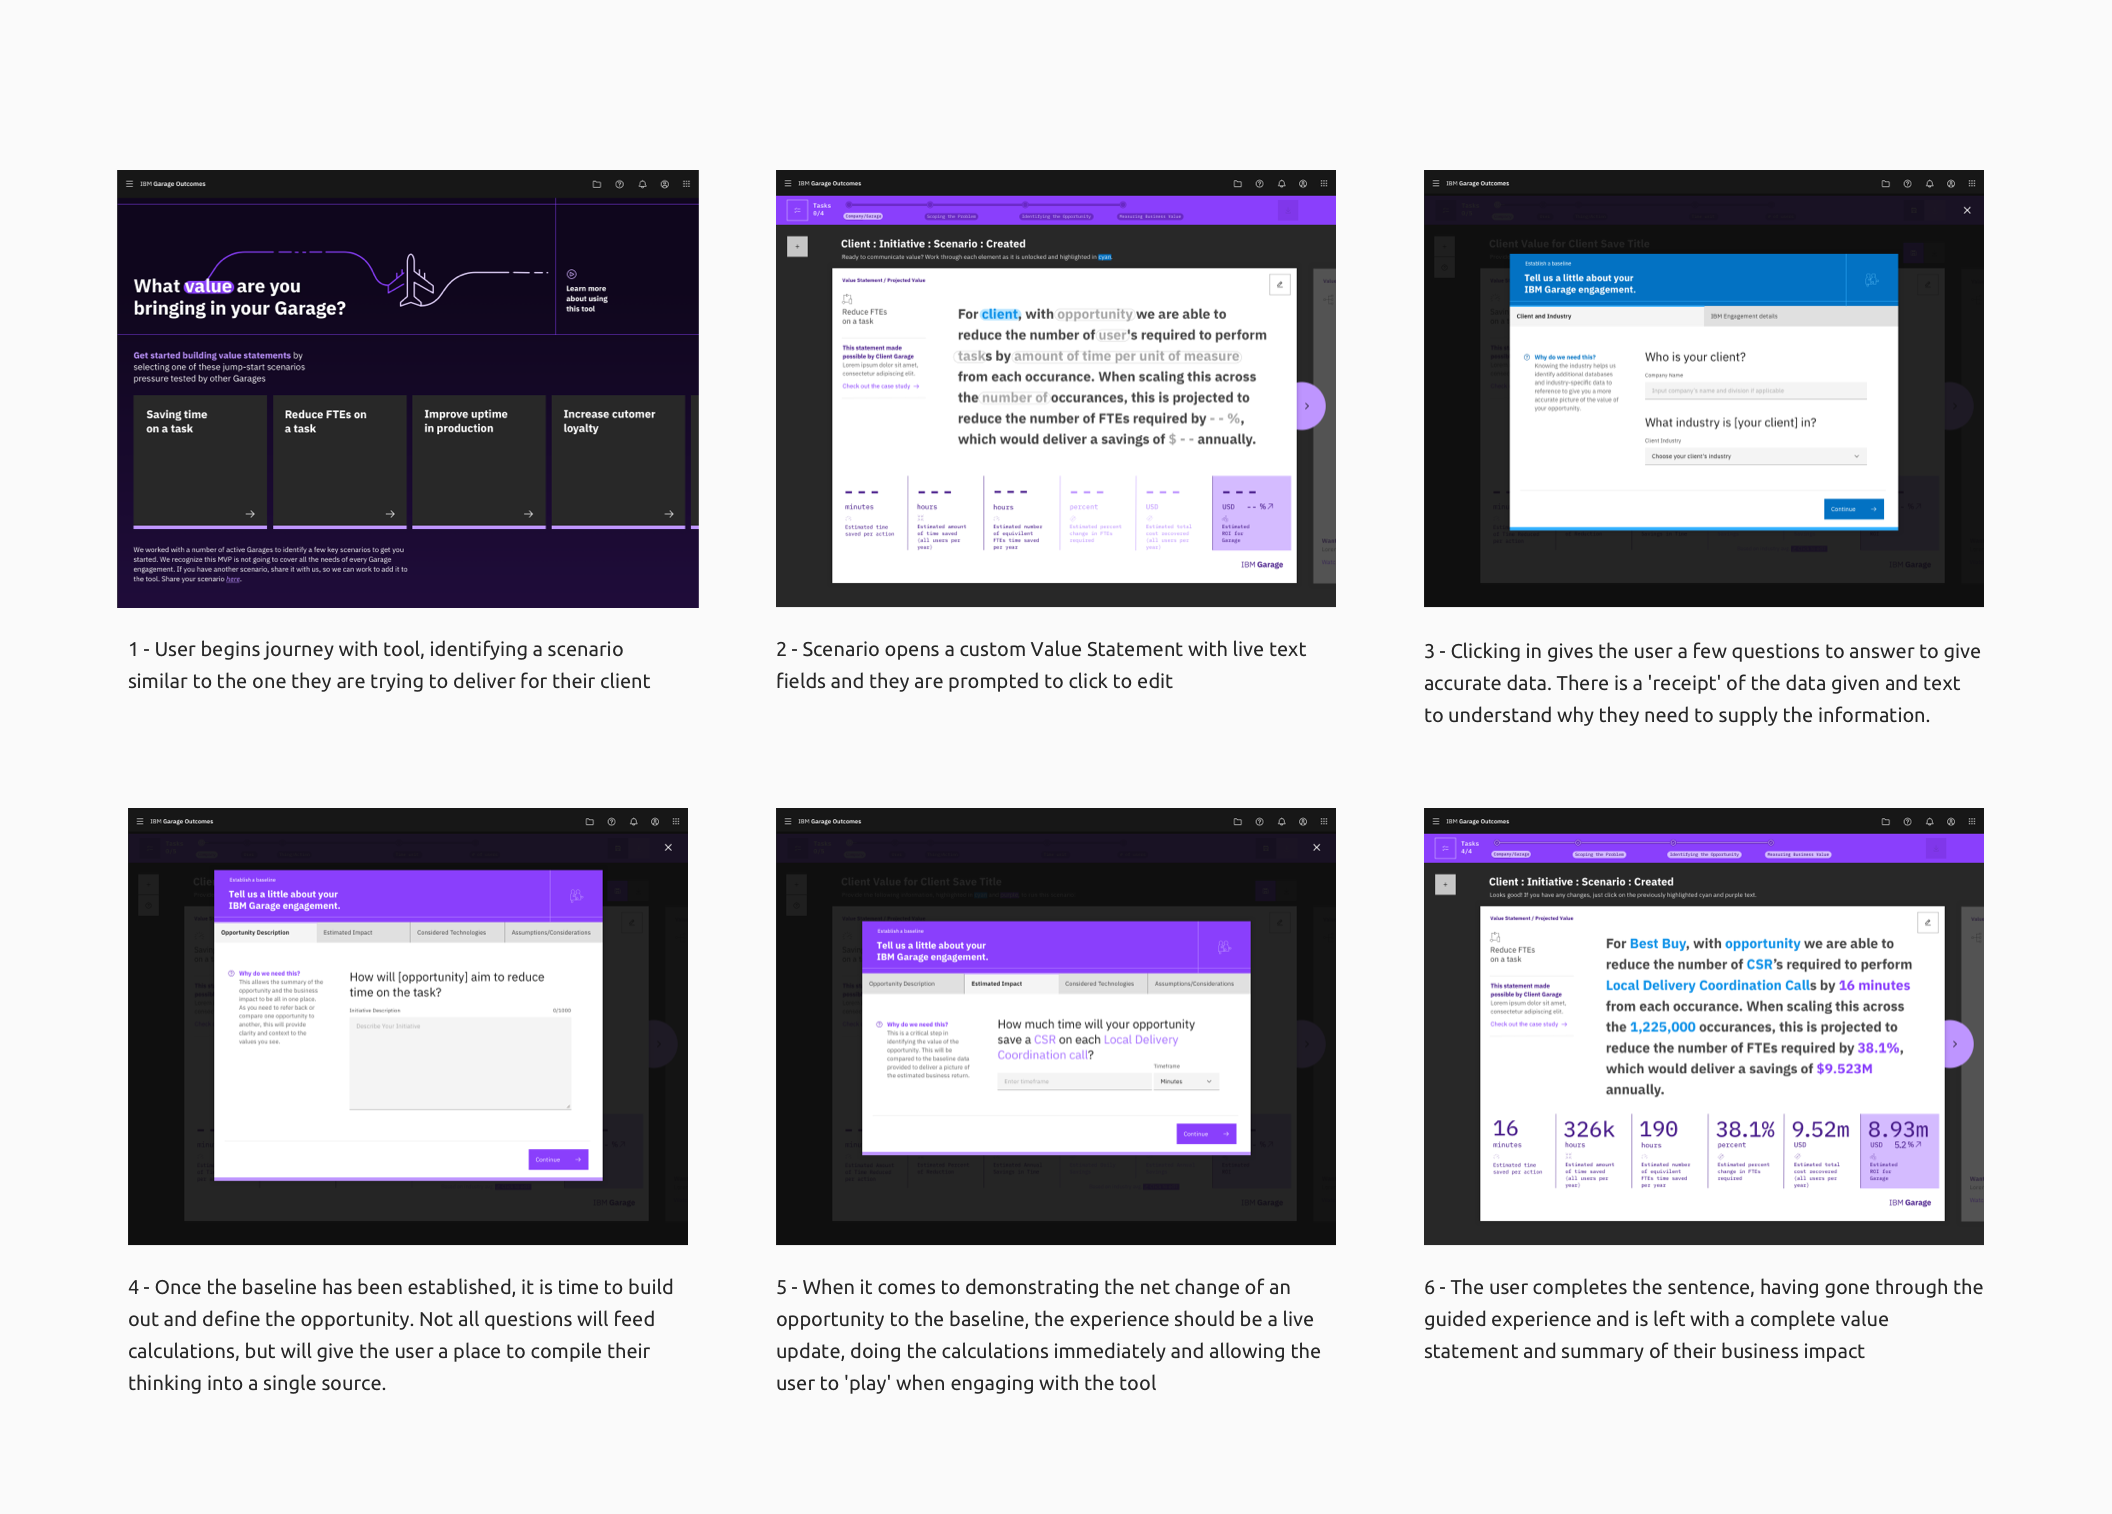 IBM Garage Outcomes
What value are you
bringing in your Garage?
Learn more
about using
this tool
Get started building value statements by
selecting one of these jump-start scenarios
pressure tested by other Garages
Saving time
on a task
Reduce FTEs on
a task
Improve uptime
in production
Increase cutomer
loyalty
We worked with a number of active Garages to identify a few key scenarios to get you
started. We recognize this MVP is not going to cover all the needs of every Garage
engagement. If you have another scenario, share it with us, so we can work to add it to
the tool. Share your scenario here.
1 - User begins journey with tool, identifying a scenario
similar to the one they are trying to deliver for their client
IBM Garage Outcomes
Tasks
0/4
Company/Garage
Scoping the Problem
Identifying the Opportunity
Measuring Business Value
Client : Initiative : Scenario : Created
Ready to communicate value? Work through each element as it is unlocked and highlighted in cyan.
Value Statement / Projected Value
Reduce FTEs
on a task
This statement made
possible by Client Garage
Lorem ipsum dolor sit amet,
consectetur adipiscing elit.
Check out the case study
For client, with opportunity we are able to
reduce the number of user's required to perform
tasks by amount of time per unit of measure
from each occurance. When scaling this across
the number of occurances, this is projected to
reduce the number of FTEs required by - - %,
which would deliver a savings of $ - - annually.
- - -
minutes
Estimated time
saved per action
- - -
hours
Estimated amount
of time saved
(all users per
year)
- - -
hours
Estimated number
of equivilent
FTEs time saved
per year
- - -
percent
Estimated percent
change in FTEs
required
- - -
USD
Estimated total
cost recovered
(all users per
year)
- - -
USD - - %
Estimated
ROI for
Garage
IBM Garage
2 - Scenario opens a custom Value Statement with live text
fields and they are prompted to click to edit
IBM Garage Outcomes
Client Value for Client Save Title
Establish a baseline
Tell us a little about your
IBM Garage engagement.
Client and Industry
IBM Engagement details
Why do we need this?
Knowing the industry helps us
identify additional databases
and industry-specific data to
reference to give you a more
accurate picture of the value of
your opportunity.
Who is your client?
Company Name
Input company's name and division if applicable
What industry is [your client] in?
Client Industry
Choose your client's industry
Continue
IBM Garage
3 - Clicking in gives the user a few questions to answer to give
accurate data. There is a 'receipt' of the data given and text
to understand why they need to supply the information.
IBM Garage Outcomes
Establish a baseline
Tell us a little about your
IBM Garage engagement.
Opportunity Description
Estimated Impact
Considered Technologies
Assumptions/Considerations
Why do we need this?
This allows the summary of the
opportunity and the business
impact to be all in one place.
As you need to refer back or
compare one opportunity to
another, this will provide
clarity and context to the
values you see.
How will [opportunity] aim to reduce
time on the task?
Initiative Description
0/1000
Describe Your Initiative
Continue
IBM Garage
4 - Once the baseline has been established, it is time to build
out and define the opportunity. Not all questions will feed
calculations, but will give the user a place to compile their
thinking into a single source.
IBM Garage Outcomes
Client Value for Client Save Title
Establish a baseline
Tell us a little about your
IBM Garage engagement.
Opportunity Description
Estimated Impact
Considered Technologies
Assumptions/Considerations
Why do we need this?
This is a critical step in
identifying the value of the
opportunity. This will be
compared to the baseline data
provided to deliver a picture of
the estimated business return.
How much time will your opportunity
save a CSR on each Local Delivery
Coordination call?
Timeframe
Enter timeframe
Minutes
Continue
IBM Garage
5 - When it comes to demonstrating the net change of an
opportunity to the baseline, the experience should be a live
update, doing the calculations immediately and allowing the
user to 'play' when engaging with the tool
IBM Garage Outcomes
Tasks
4/4
Company/Garage
Scoping the Problem
Identifying the Opportunity
Measuring Business Value
Client : Initiative : Scenario : Created
Looks good! If you have any changes, just click on the previously highlighted cyan and purple text.
Value Statement / Projected Value
Reduce FTEs
on a task
This statement made
possible by Client Garage
Lorem ipsum dolor sit amet,
consectetur adipiscing elit.
Check out the case study
For Best Buy, with opportunity we are able to
reduce the number of CSR's required to perform
Local Delivery Coordination Calls by 16 minutes
from each occurance. When scaling this across
the 1,225,000 occurances, this is projected to
reduce the number of FTEs required by 38.1%,
which would deliver a savings of $9.523M
annually.
16
minutes
Estimated time
saved per action
326k
hours
Estimated amount
of time saved
(all users per
year)
190
hours
Estimated number
of equivilent
FTEs time saved
per year
38.1%
percent
Estimated percent
change in FTEs
required
9.52m
USD
Estimated total
cost recovered
(all users per
year)
8.93m
USD 5.2 %
Estimated
ROI for
Garage
IBM Garage
6 - The user completes the sentence, having gone through the
guided experience and is left with a complete value
statement and summary of their business impact